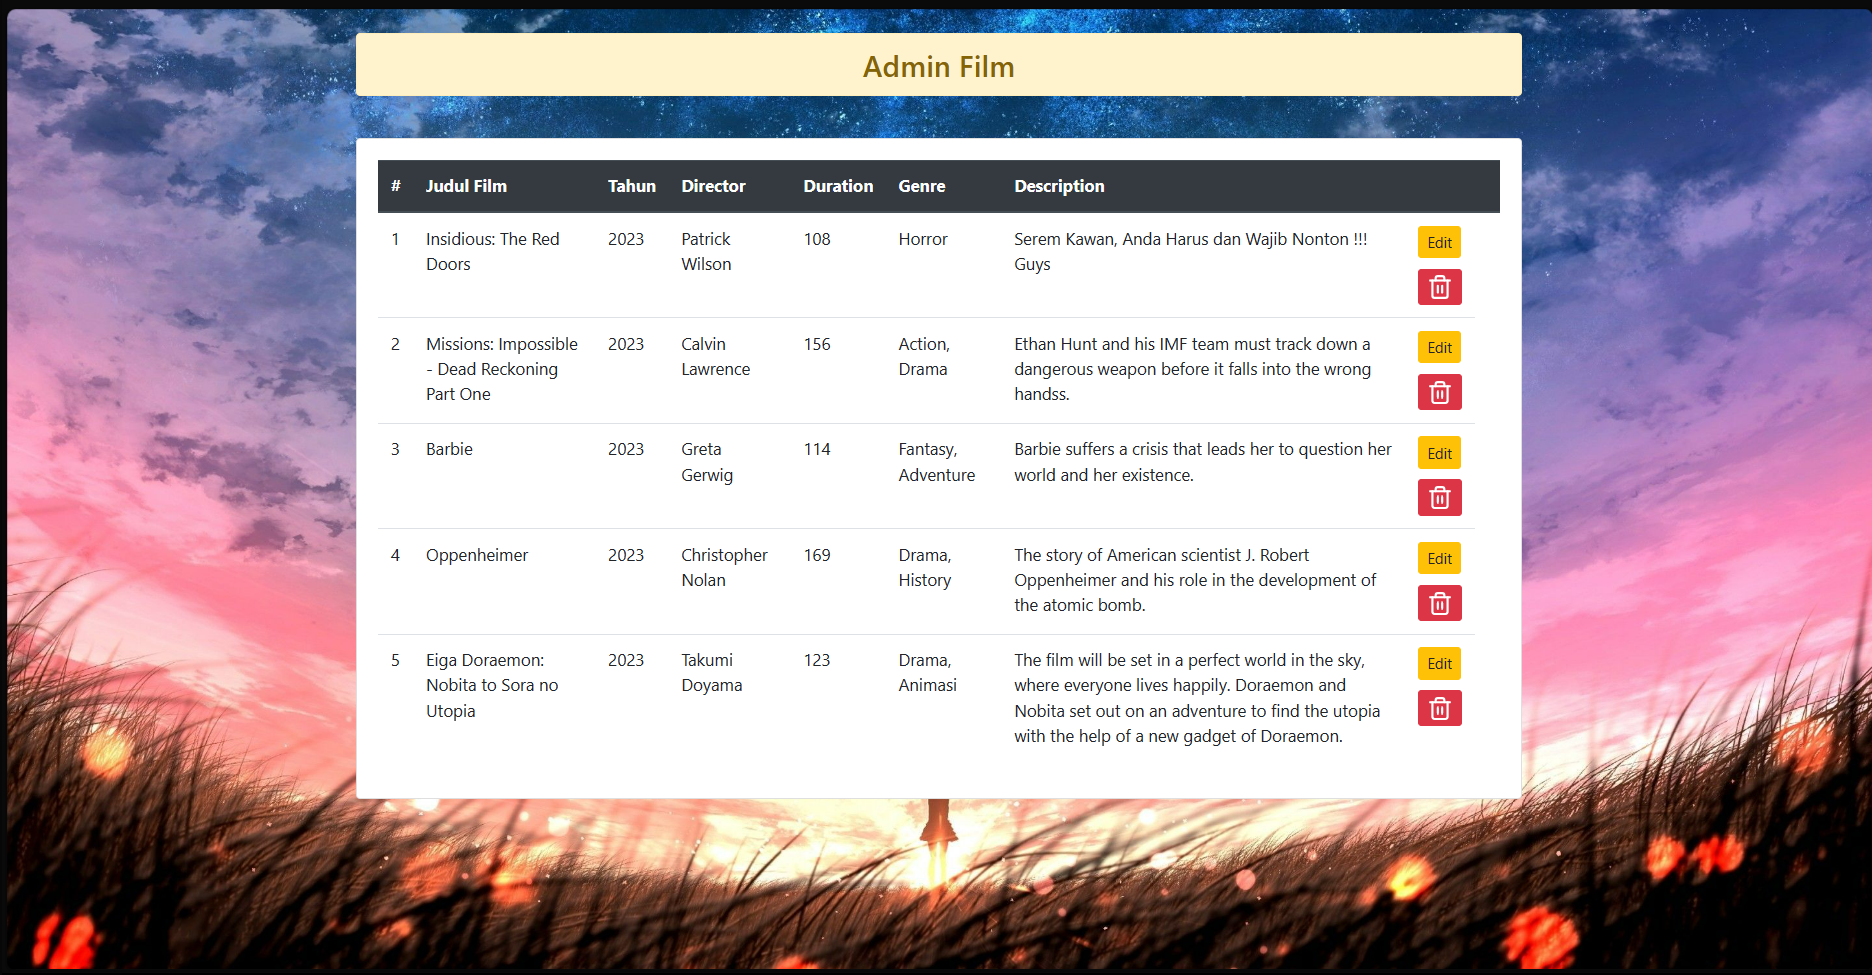 Admin Film
# Judul Film Tahun Director Duration Genre Description
1 Insidious: The Red 2023 Patrick 108 Horror Serem Kawan, Anda Harus dan Wajib Nonton !!! Edit
Doors Wilson Guys
2 Missions: Impossible 2023 Calvin 156 Action, Ethan Hunt and his IMF team must track down a Edit
- Dead Reckoning Lawrence Drama dangerous weapon before it falls into the wrong
Part One handss.
3 Barbie 2023 Greta 114 Fantasy, Barbie suffers a crisis that leads her to question her Edit
Gerwig Adventure world and her existence.
4 Oppenheimer 2023 Christopher 169 Drama, The story of American scientist J. Robert Edit
Nolan History Oppenheimer and his role in the development of
the atomic bomb.
5 Eiga Doraemon: 2023 Takumi 123 Drama, The film will be set in a perfect world in the sky, Edit
Nobita to Sora no Doyama Animasi where everyone lives happily. Doraemon and
Utopia Nobita set out on an adventure to find the utopia
with the help of a new gadget of Doraemon.